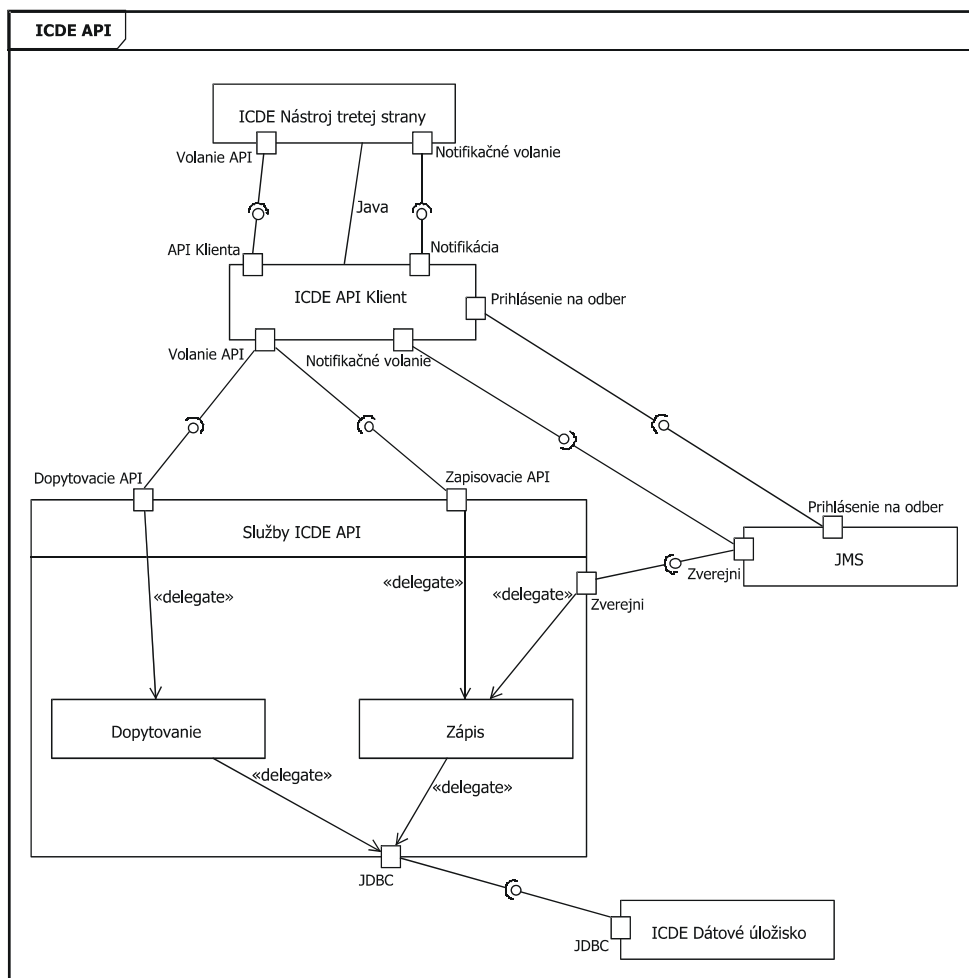 ICDE API
ICDE Nástroj tretej strany
Volanie API
Notifikačné volanie
Java
API Klienta
Notifikácia
ICDE API Klient
Prihlásenie na odber
Volanie API
Notifikačné volanie
Dopytovacie API
Zapisovacie API
Prihlásenie na odber
Služby ICDE API
JMS
Zverejni
«delegate»
«delegate»
«delegate»
Zverejni
Dopytovanie
Zápis
«delegate»
«delegate»
JDBC
ICDE Dátové úložisko
JDBC